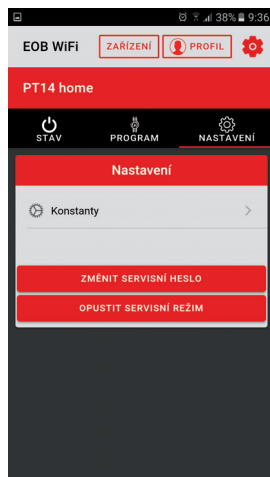 38% 9:36
EOB WiFi ZAŘÍZENÍ PROFIL
PT14 home
STAV PROGRAM NASTAVENÍ
Nastavení
Konstanty
ZMĚNIT SERVISNÍ HESLO
OPUSTIT SERVISNÍ REŽIM